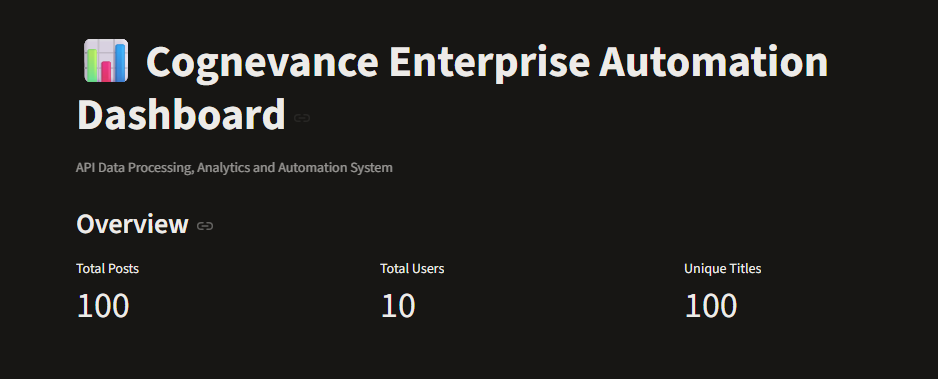 Cognevance Enterprise Automation
Dashboard
API Data Processing, Analytics and Automation System
Overview
Total Posts
100
Total Users
10
Unique Titles
100